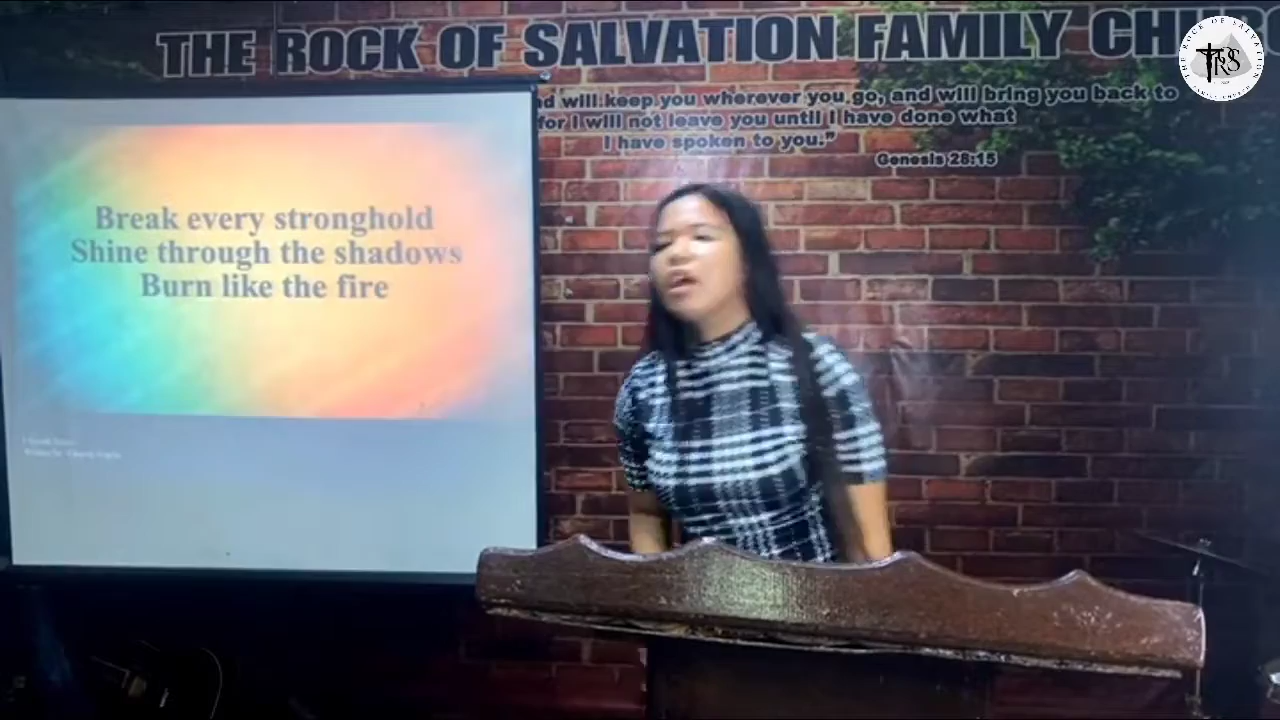 THE ROCK OF SALVATION FAMILY
will keep you wherever you go, and will bring you back to
for I will not leave you until I have done what
I have spoken to you."
Genesis 28:15
Break every stronghold
Shine through the shadows
Burn like the fire
TRS